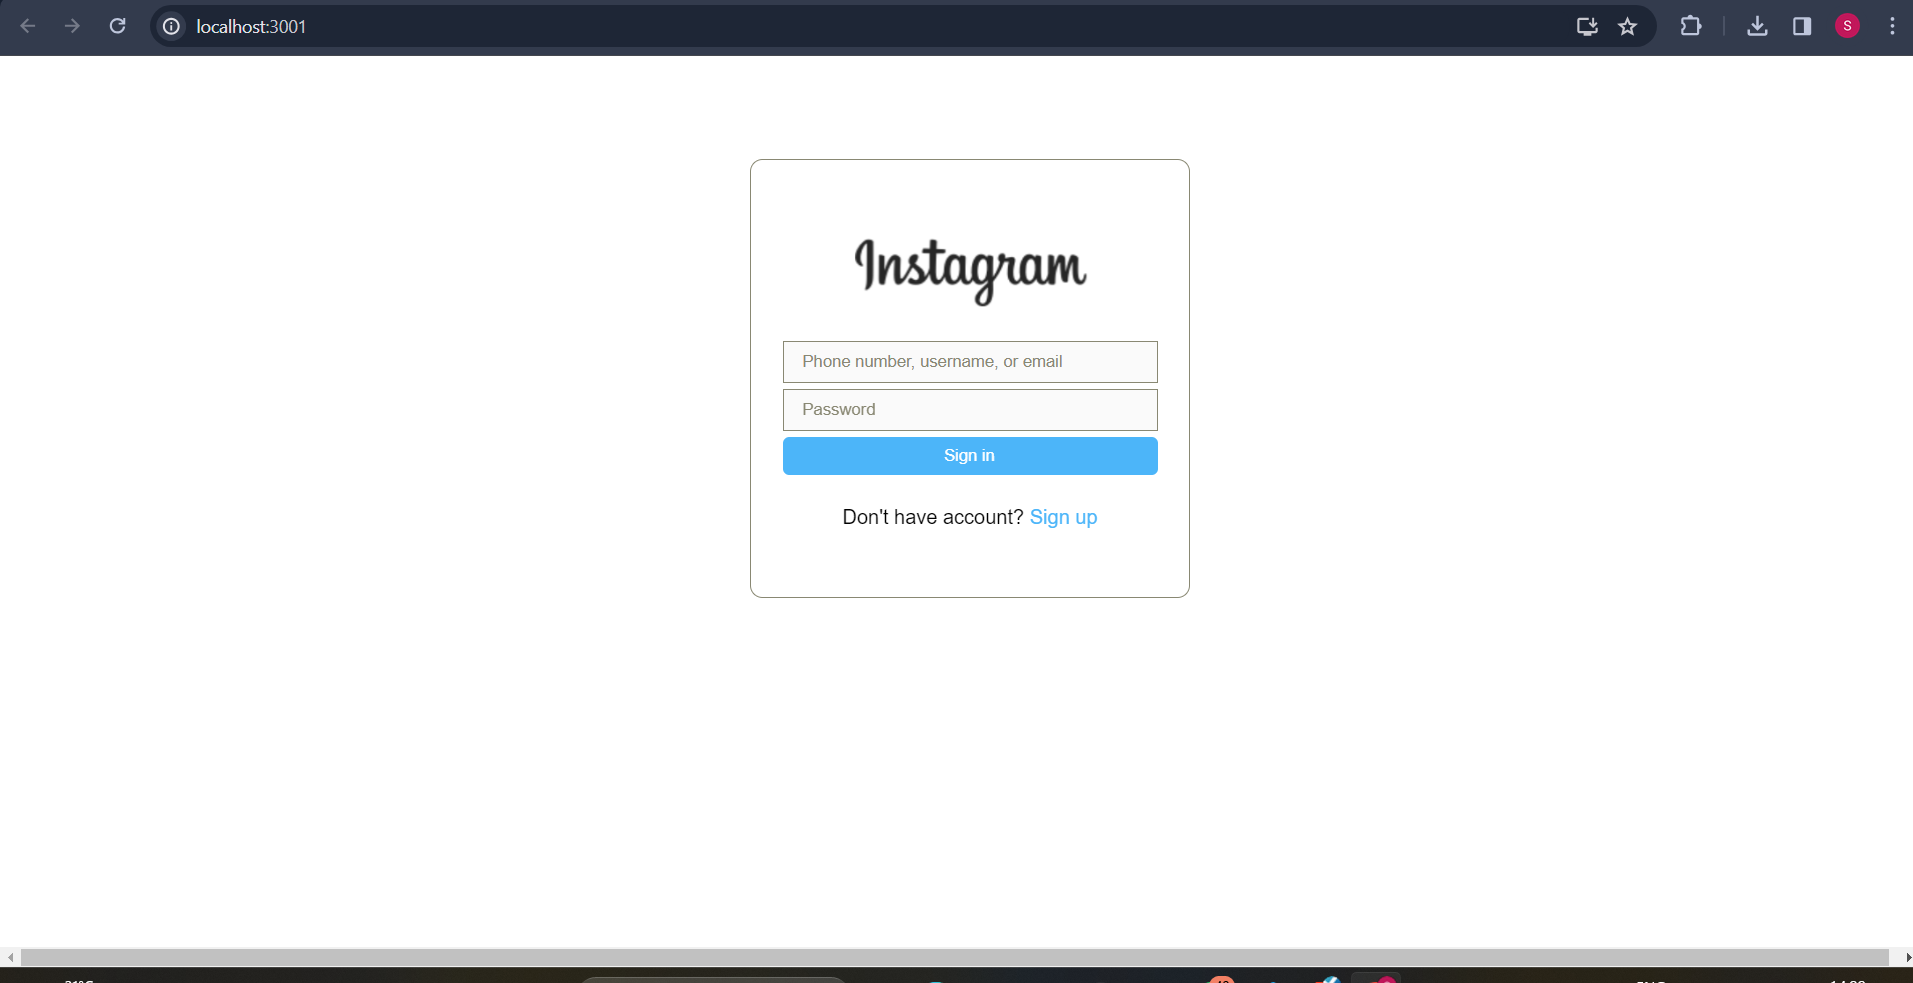 localhost:3001
S
Instagram
Phone number, username, or email
Password
Sign in
Don't have account? Sign up